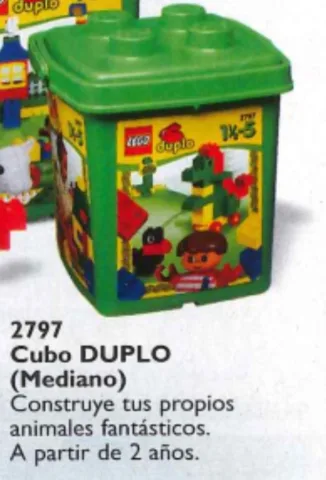 duplo
2797
LEGO duplo 1½-5
2797
Cubo DUPLO
(Mediano)
Construye tus propios
animales fantásticos.
A partir de 2 años.